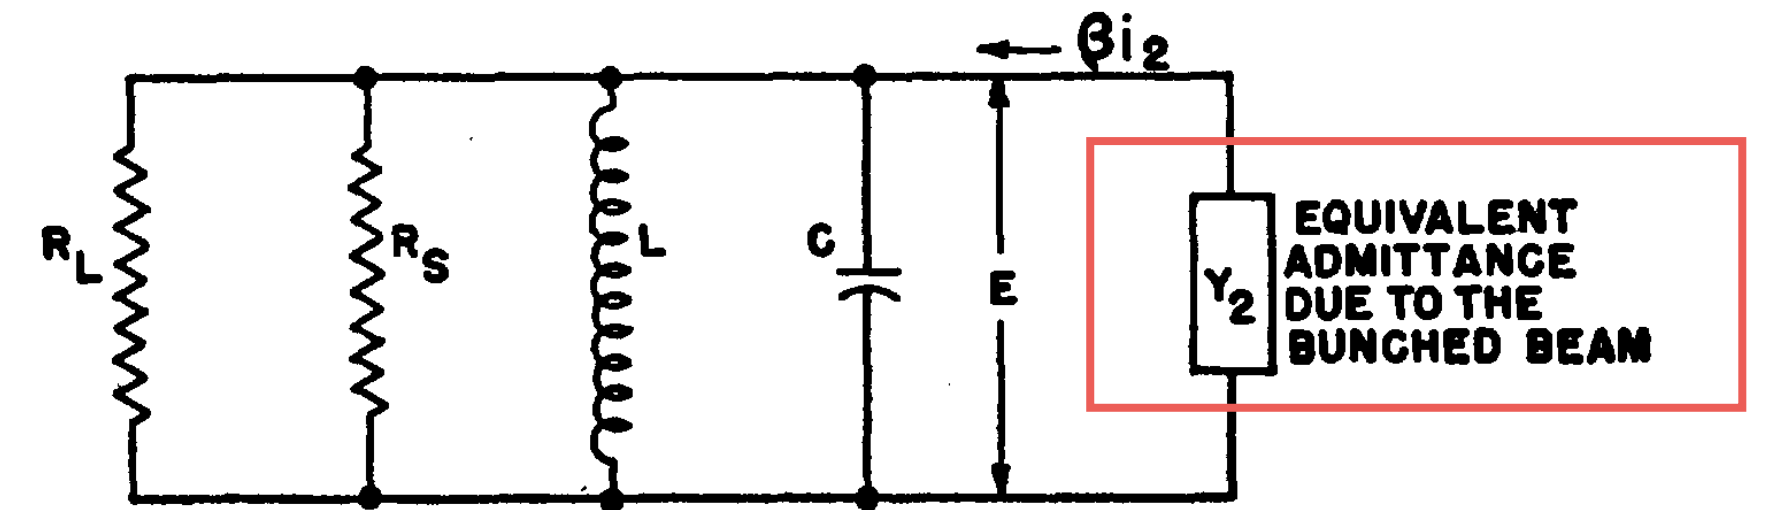 βi2
RL
RS
L
C
E
Y2
EQUIVALENT
ADMITTANCE
DUE TO THE
BUNCHED BEAM